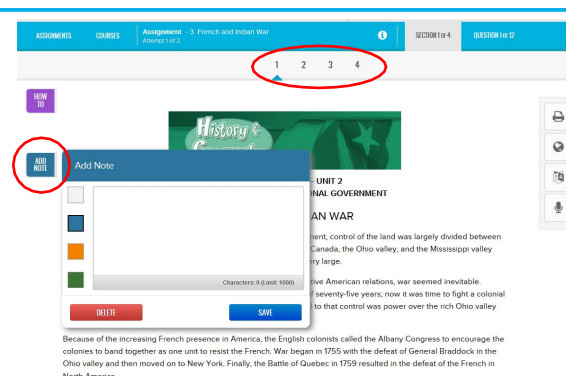 ASSIGNMENTS COURSES Assignment - 3. French and Indian War SECTION 1 OF 4 QUESTION 1 OF 12
Attempt 1 of 2
1 2 3 4
HOW
TO
History &
ADD
NOTE
Add Note
– UNIT 2
NAL GOVERNMENT
AN WAR
ment, control of the land was largely divided between
Canada, the Ohio valley, and the Mississippi valley
ery large.
tive American relations, war seemed inevitable.
f seventy-five years; now it was time to fight a colonial
to that control was power over the rich Ohio valley
Characters: 0 (Limit: 1000)
DELETE SAVE
Because of the increasing French presence in America, the English colonists called the Albany Congress to encourage the
colonies to band together as one unit to resist the French. War began in 1755 with the defeat of General Braddock in the
Ohio valley and then moved on to New York. Finally, the Battle of Quebec in 1759 resulted in the defeat of the French in
North America.